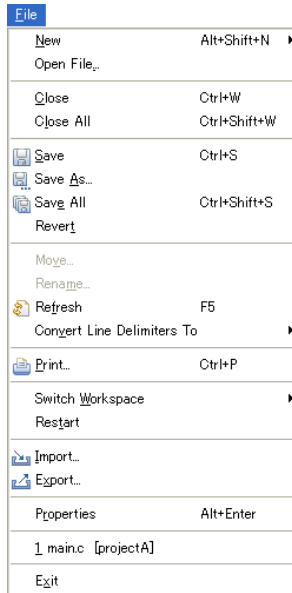 File
New Alt+Shift+N
Open File...
Close Ctrl+W
Close All Ctrl+Shift+W
Save Ctrl+S
Save As...
Save All Ctrl+Shift+S
Revert
Move...
Rename...
Refresh F5
Convert Line Delimiters To
Print... Ctrl+P
Switch Workspace
Restart
Import...
Export...
Properties Alt+Enter
1 main.c [projectA]
Exit